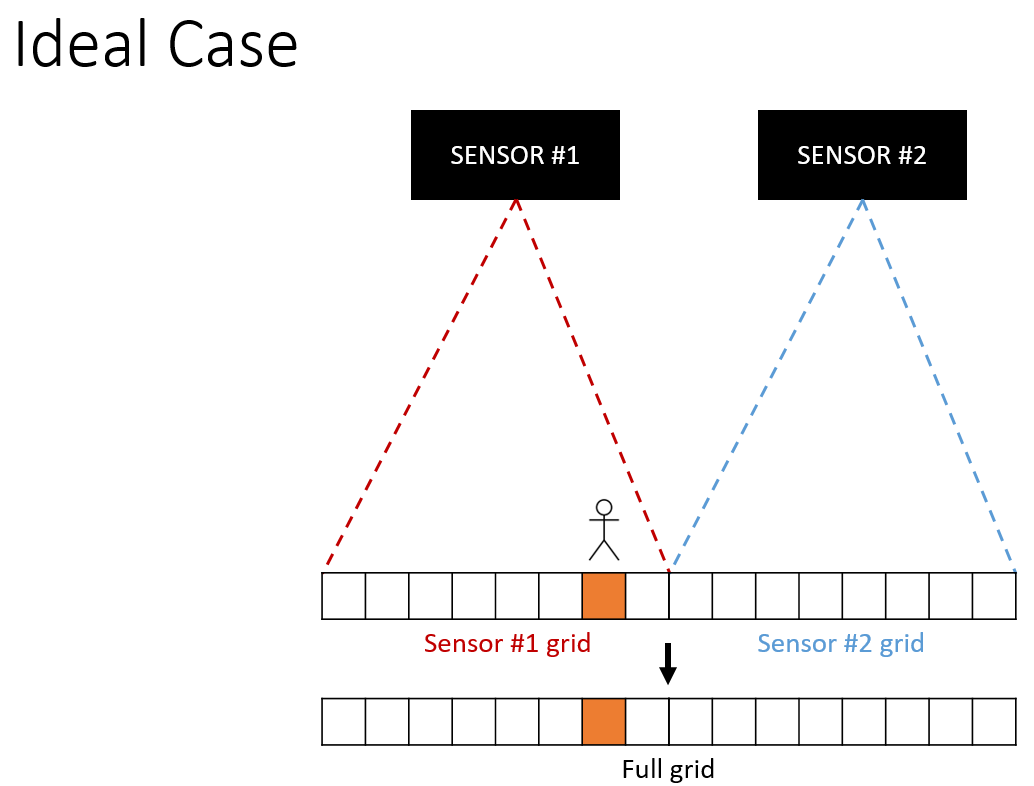 Ideal Case
SENSOR #1
SENSOR #2
Sensor #1 grid
Sensor #2 grid
Full grid